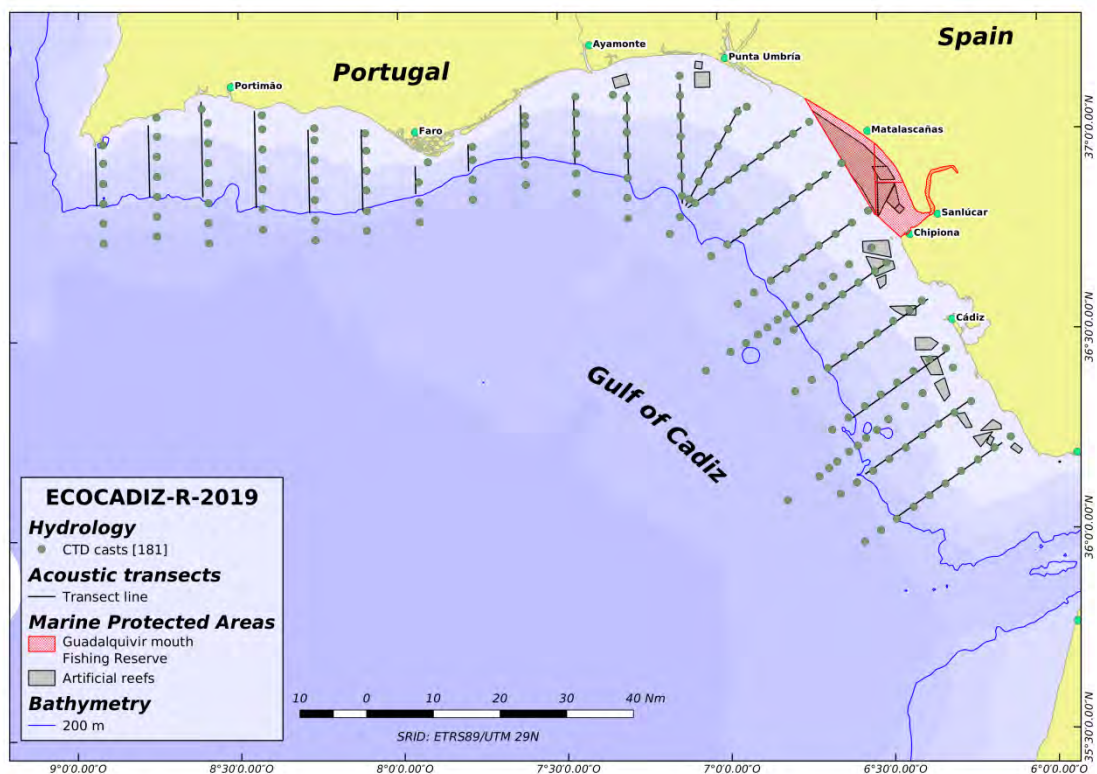 Spain
Ayamonte
Punta Umbría
Portugal
Portimão
Faro
Matalascañas
37°0'0.00"N
Sanlúcar
Chipiona
Cádiz
36°30'0.00"N
Gulf of Cadiz
36°0'0.00"N
35°30'0.00"N
ECOCADIZ-R-2019
Hydrology
CTD casts [181]
Acoustic transects
Transect line
Marine Protected Areas
Guadalquivir mouth
Fishing Reserve
Artificial reefs
Bathymetry
200 m
10 0 10 20 30 40 Nm
SRID: ETRS89/UTM 29N
9°0'0.00"O 8°30'0.00"O 8°0'0.00"O 7°30'0.00"O 7°0'0.00"O 6°30'0.00"O 6°0'0.00"O